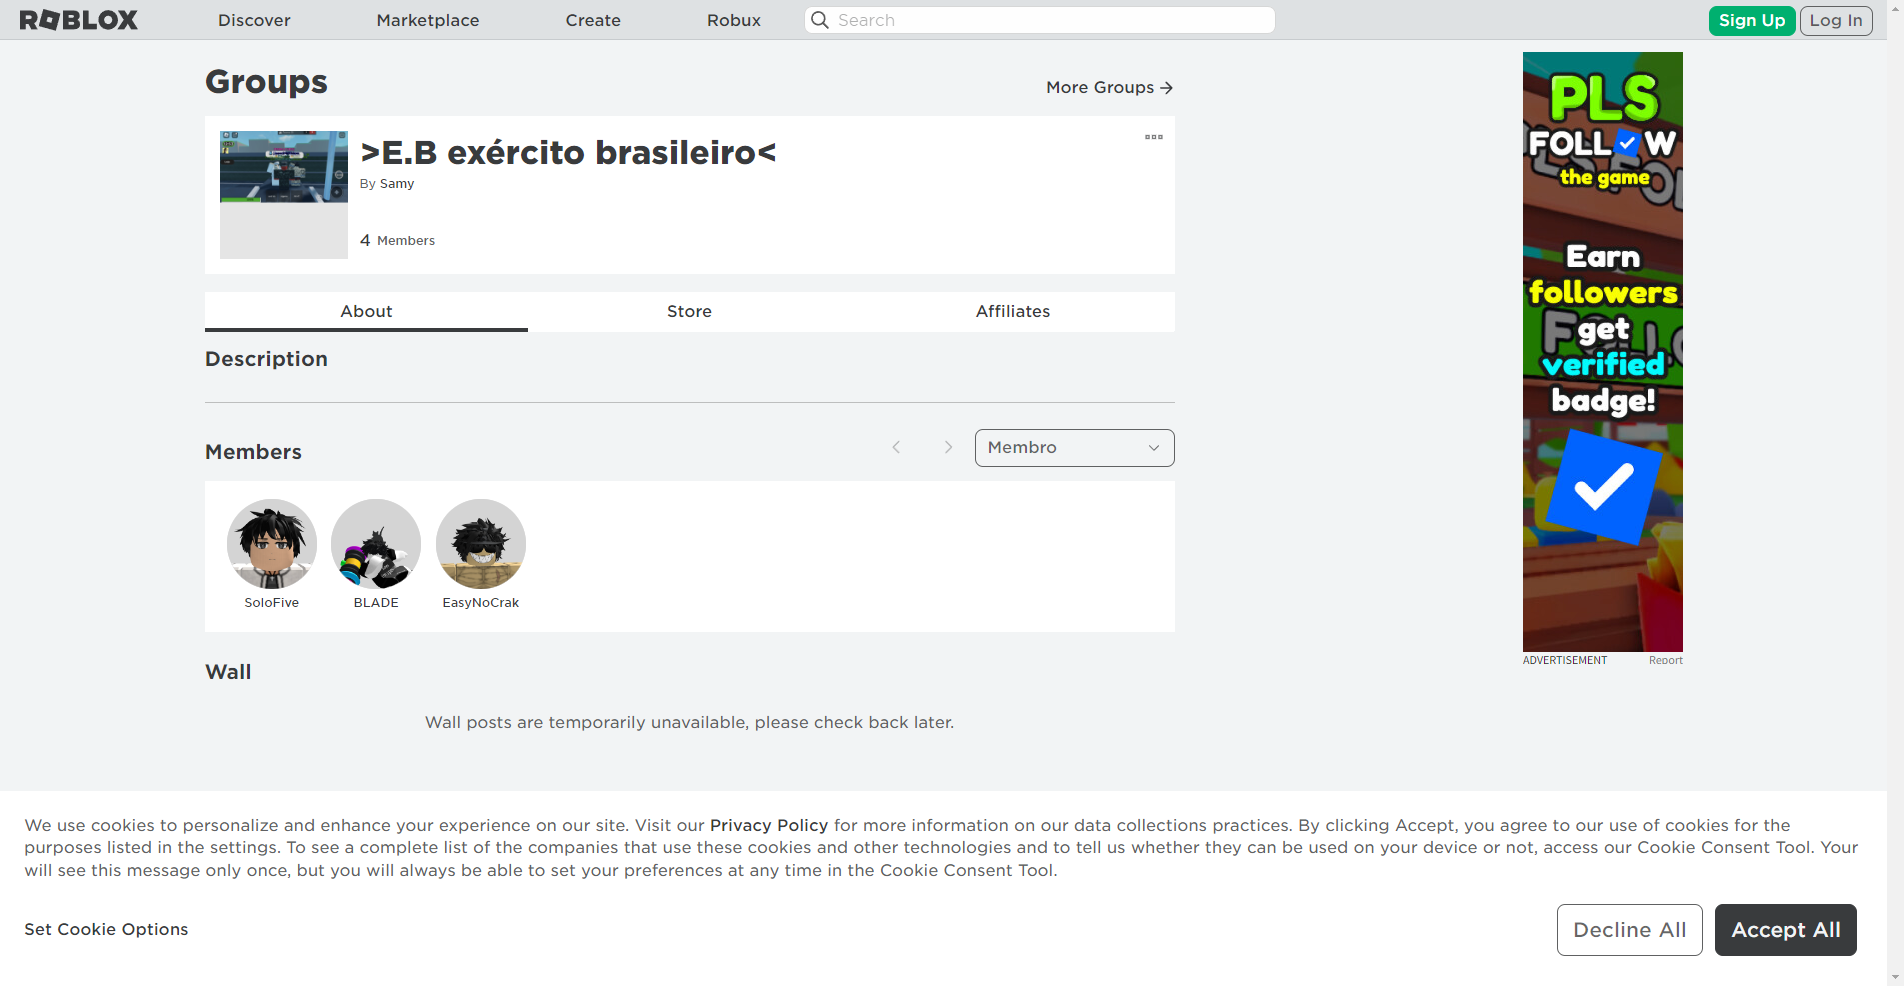 ROBLOX
Discover
Marketplace
Create
Robux
Search
Sign Up
Log In
Groups
More Groups
>E.B exército brasileiro<
By Samy
4 Members
About
Store
Affiliates
Description
Members
Membro
SoloFive
BLADE
EasyNoCrak
Wall
Wall posts are temporarily unavailable, please check back later.
PLS
FOLLOW
the game
Earn
followers
get
verified
badge!
ADVERTISEMENT
Report
We use cookies to personalize and enhance your experience on our site. Visit our Privacy Policy for more information on our data collections practices. By clicking Accept, you agree to our use of cookies for the
purposes listed in the settings. To see a complete list of the companies that use these cookies and other technologies and to tell us whether they can be used on your device or not, access our Cookie Consent Tool. Your
will see this message only once, but you will always be able to set your preferences at any time in the Cookie Consent Tool.
Set Cookie Options
Decline All
Accept All